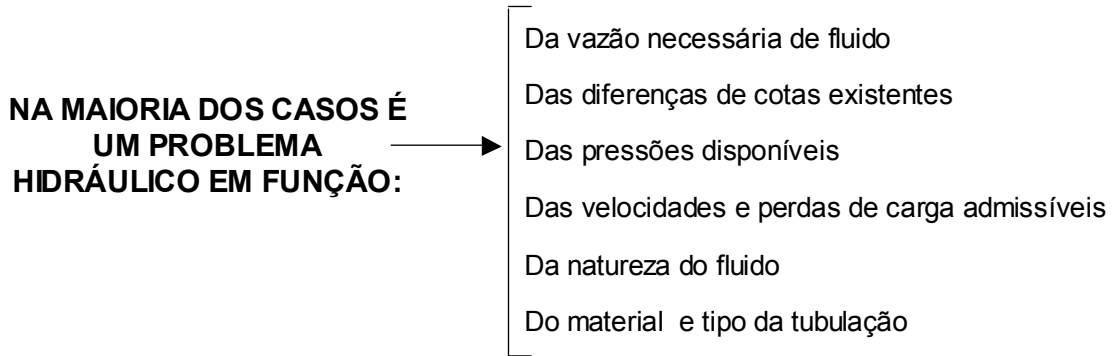 NA MAIORIA DOS CASOS É
UM PROBLEMA
HIDRÁULICO EM FUNÇÃO:
Da vazão necessária de fluido
Das diferenças de cotas existentes
Das pressões disponíveis
Das velocidades e perdas de carga admissíveis
Da natureza do fluido
Do material e tipo da tubulação